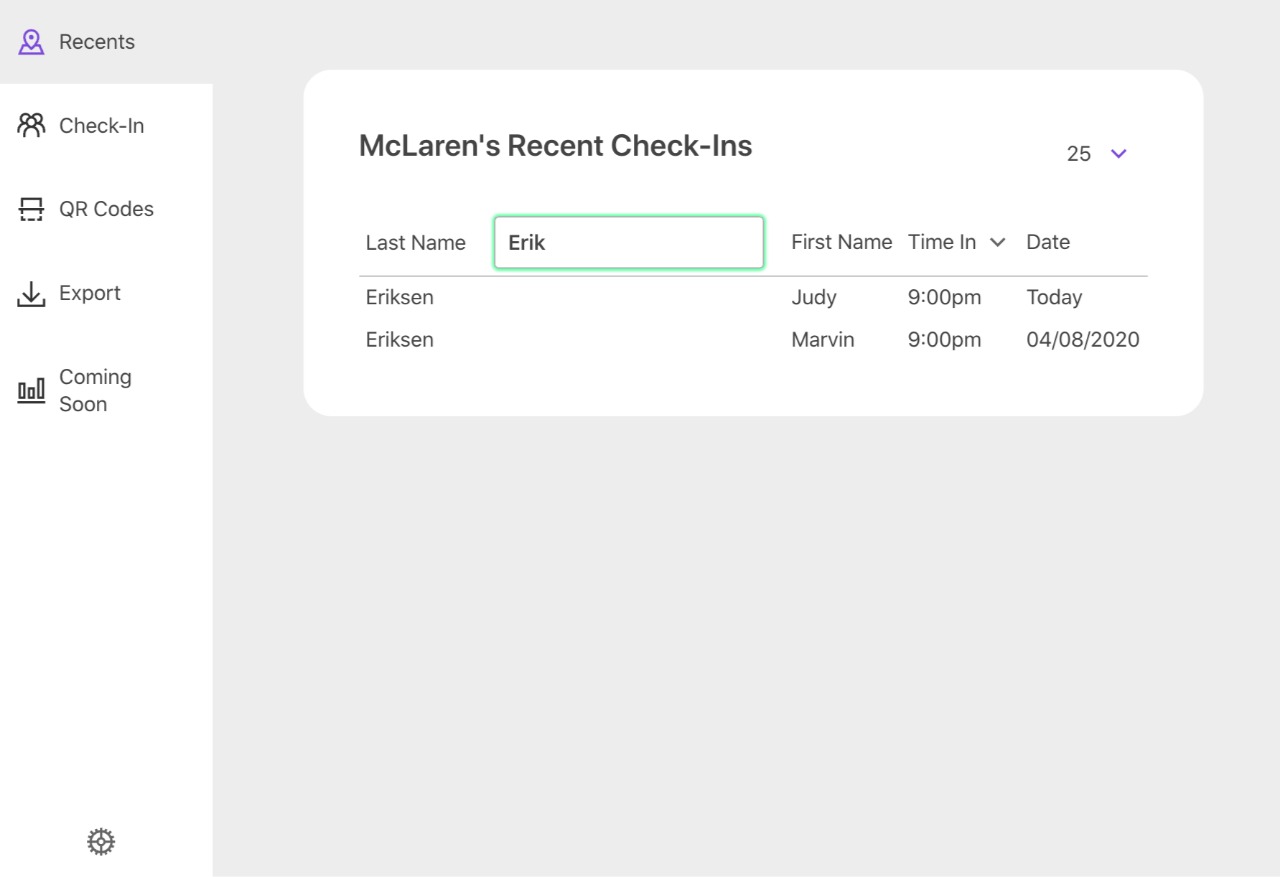 Recents
Check-In
QR Codes
Export
Coming
Soon
McLaren's Recent Check-Ins
25
Last Name Erik First Name Time In Date
Eriksen Judy 9:00pm Today
Eriksen Marvin 9:00pm 04/08/2020